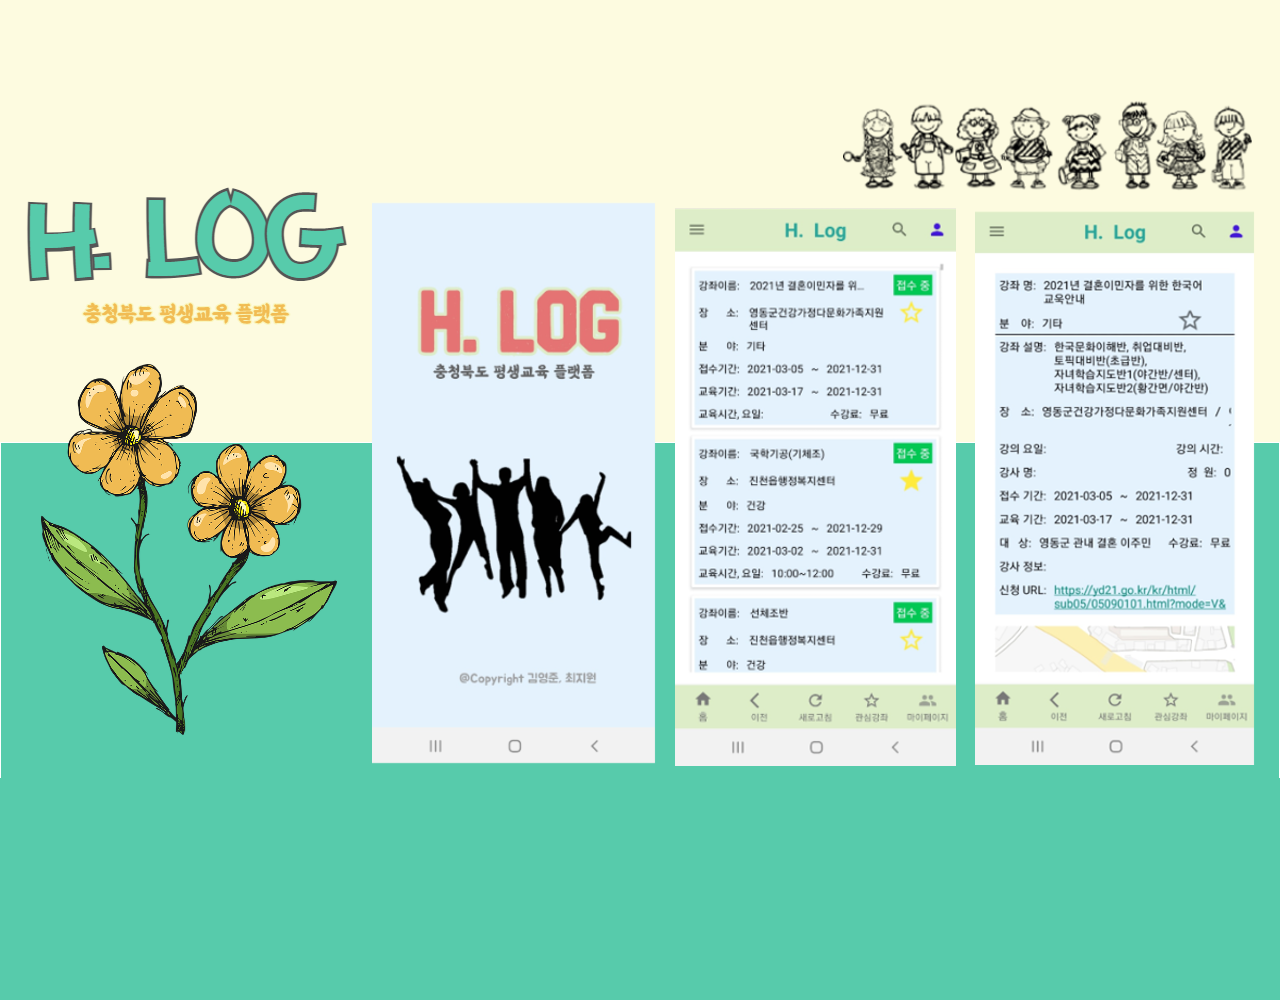 H. LOG
충청북도 평생교육 플랫폼
H. LOG
충청북도 평생교육 플랫폼
@Copyright 김영준, 최지원
H. Log
강좌이름: 2021년 결혼이민자를 위... 접수 중
장 소: 영동군건강가정다문화가족지원
센터
분 야: 기타
접수기간: 2021-03-05 ~ 2021-12-31
교육기간: 2021-03-17 ~ 2021-12-31
교육시간, 요일: 수강료: 무료
강좌이름: 국학기공(기체조) 접수 중
장 소: 진천읍행정복지센터
분 야: 건강
접수기간: 2021-02-25 ~ 2021-12-29
교육기간: 2021-03-02 ~ 2021-12-31
교육시간, 요일: 10:00~12:00 수강료: 무료
강좌이름: 선체조반 접수 중
장 소: 진천읍행정복지센터
분 야: 건강
홈 이전 새로고침 관심강좌 마이페이지
H. Log
강좌 명: 2021년 결혼이민자를 위한 한국어
교육안내
분 야: 기타
강좌 설명: 한국문화이해반, 취업대비반,
토픽대비반(초급반),
자녀학습지도반1(야간반/센터),
자녀학습지도반2(황간면/야간반)
장 소: 영동군건강가정다문화가족지원센터 /
강의 요일: 강의 시간:
강사 명: 정 원: 0
접수 기간: 2021-03-05 ~ 2021-12-31
교육 기간: 2021-03-17 ~ 2021-12-31
대 상: 영동군 관내 결혼 이주민 수강료: 무료
강사 정보:
신청 URL: https://yd21.go.kr/kr/html/
sub05/05090101.html?mode=V&
홈 이전 새로고침 관심강좌 마이페이지